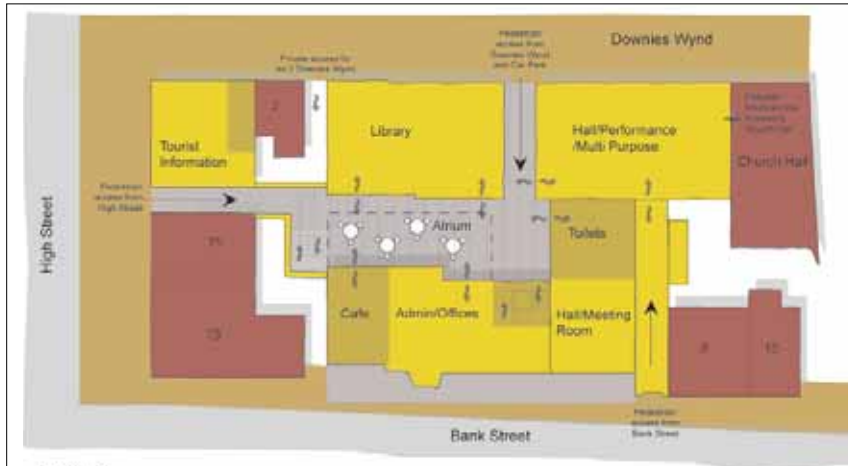 Downies Wynd
Pedestrian
access from
Downies Wynd
and Car Park
Private access to
no 2 Downies Wynd
2
Library
Hall/Performance
/Multi Purpose
Tourist
Information
Church Hall
Pedestrian
access from
High Street
High Street
Atrium
Toilets
Cafe
Admin/Offices
Hall/Meeting
Room
Pedestrian
access from
Bank Street
Bank Street